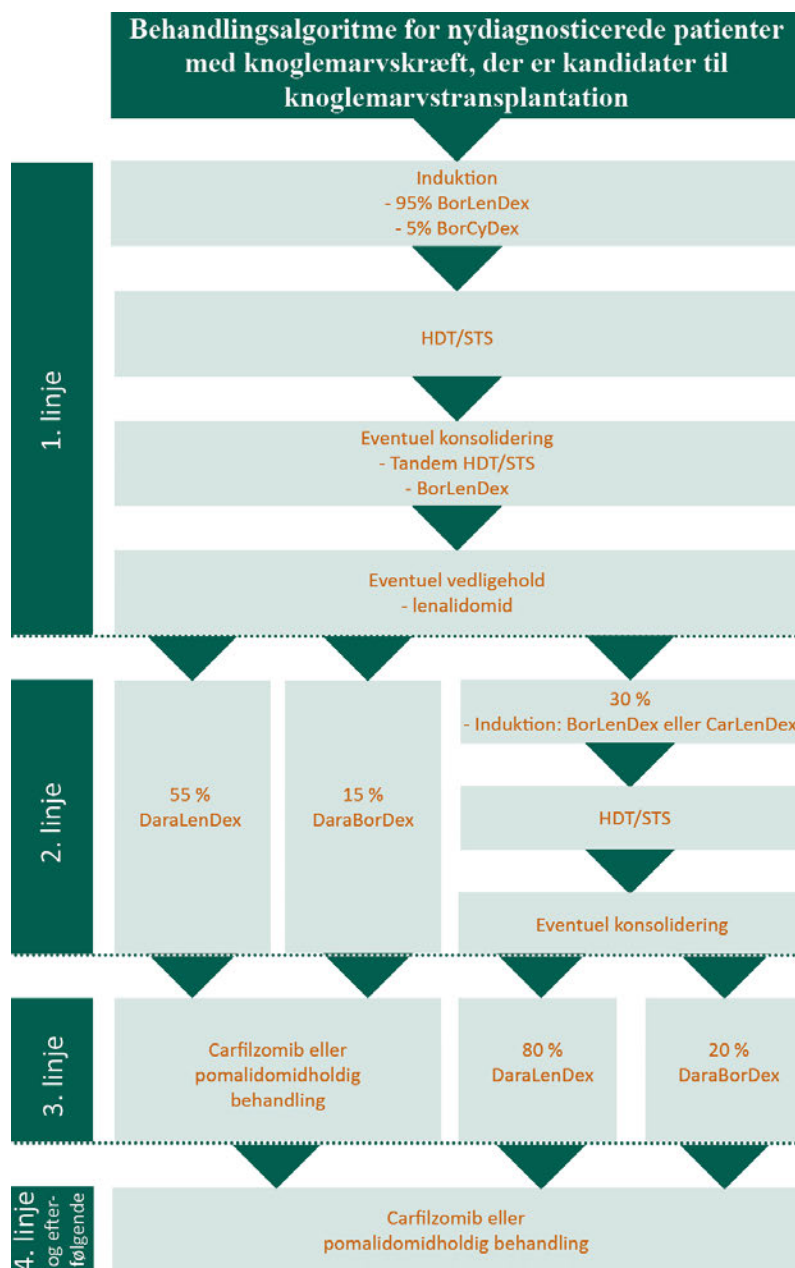 Behandlingsalgoritme for nydiagnosticerede patienter
med knoglemarvskræft, der er kandidater til
knoglemarvstransplantation
1. linje
Induktion
- 95% BorLenDex
- 5% BorCyDex
HDT/STS
Eventuel konsolidering
- Tandem HDT/STS
- BorLenDex
Eventuel vedligehold
- lenalidomid
2. linje
55 %
DaraLenDex
15 %
DaraBorDex
30 %
- Induktion: BorLenDex eller CarLenDex
HDT/STS
Eventuel konsolidering
3. linje
Carfilzomib eller
pomalidomidholdig
behandling
80 %
DaraLenDex
20 %
DaraBorDex
4. linje
og efter-
følgende
Carfilzomib eller
pomalidomidholdig behandling